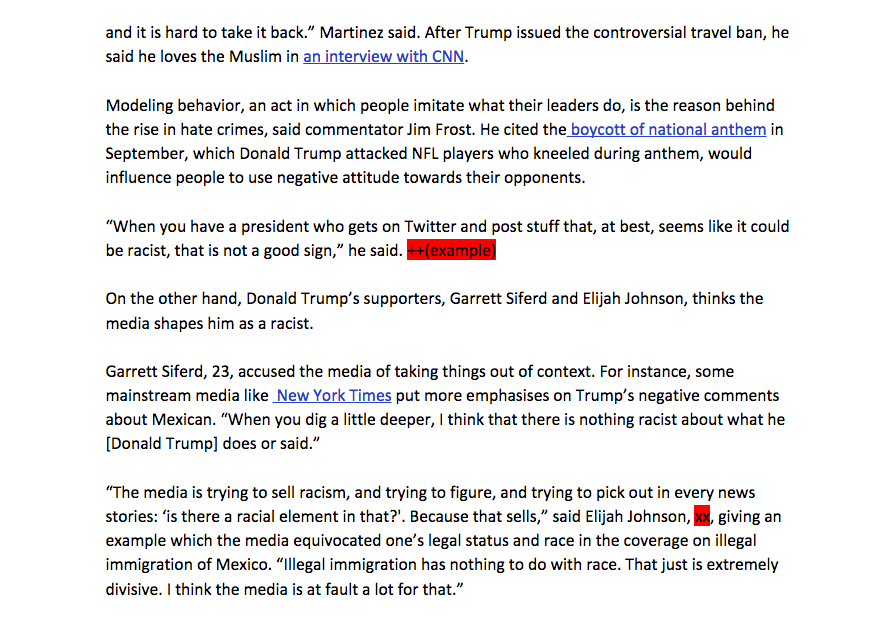 and it is hard to take it back.” Martinez said. After Trump issued the controversial travel ban, he
said he loves the Muslim in an interview with CNN.
Modeling behavior, an act in which people imitate what their leaders do, is the reason behind
the rise in hate crimes, said commentator Jim Frost. He cited the boycott of national anthem in
September, which Donald Trump attacked NFL players who kneeled during anthem, would
influence people to use negative attitude towards their opponents.
“When you have a president who gets on Twitter and post stuff that, at best, seems like it could
be racist, that is not a good sign,” he said. ++(example)
On the other hand, Donald Trump’s supporters, Garrett Siferd and Elijah Johnson, thinks the
media shapes him as a racist.
Garrett Siferd, 23, accused the media of taking things out of context. For instance, some
mainstream media like New York Times put more emphasises on Trump’s negative comments
about Mexican. “When you dig a little deeper, I think that there is nothing racist about what he
[Donald Trump] does or said.”
“The media is trying to sell racism, and trying to figure, and trying to pick out in every news
stories: ‘is there a racial element in that?'. Because that sells,” said Elijah Johnson, xx, giving an
example which the media equivocated one’s legal status and race in the coverage on illegal
immigration of Mexico. “Illegal immigration has nothing to do with race. That just is extremely
divisive. I think the media is at fault a lot for that.”